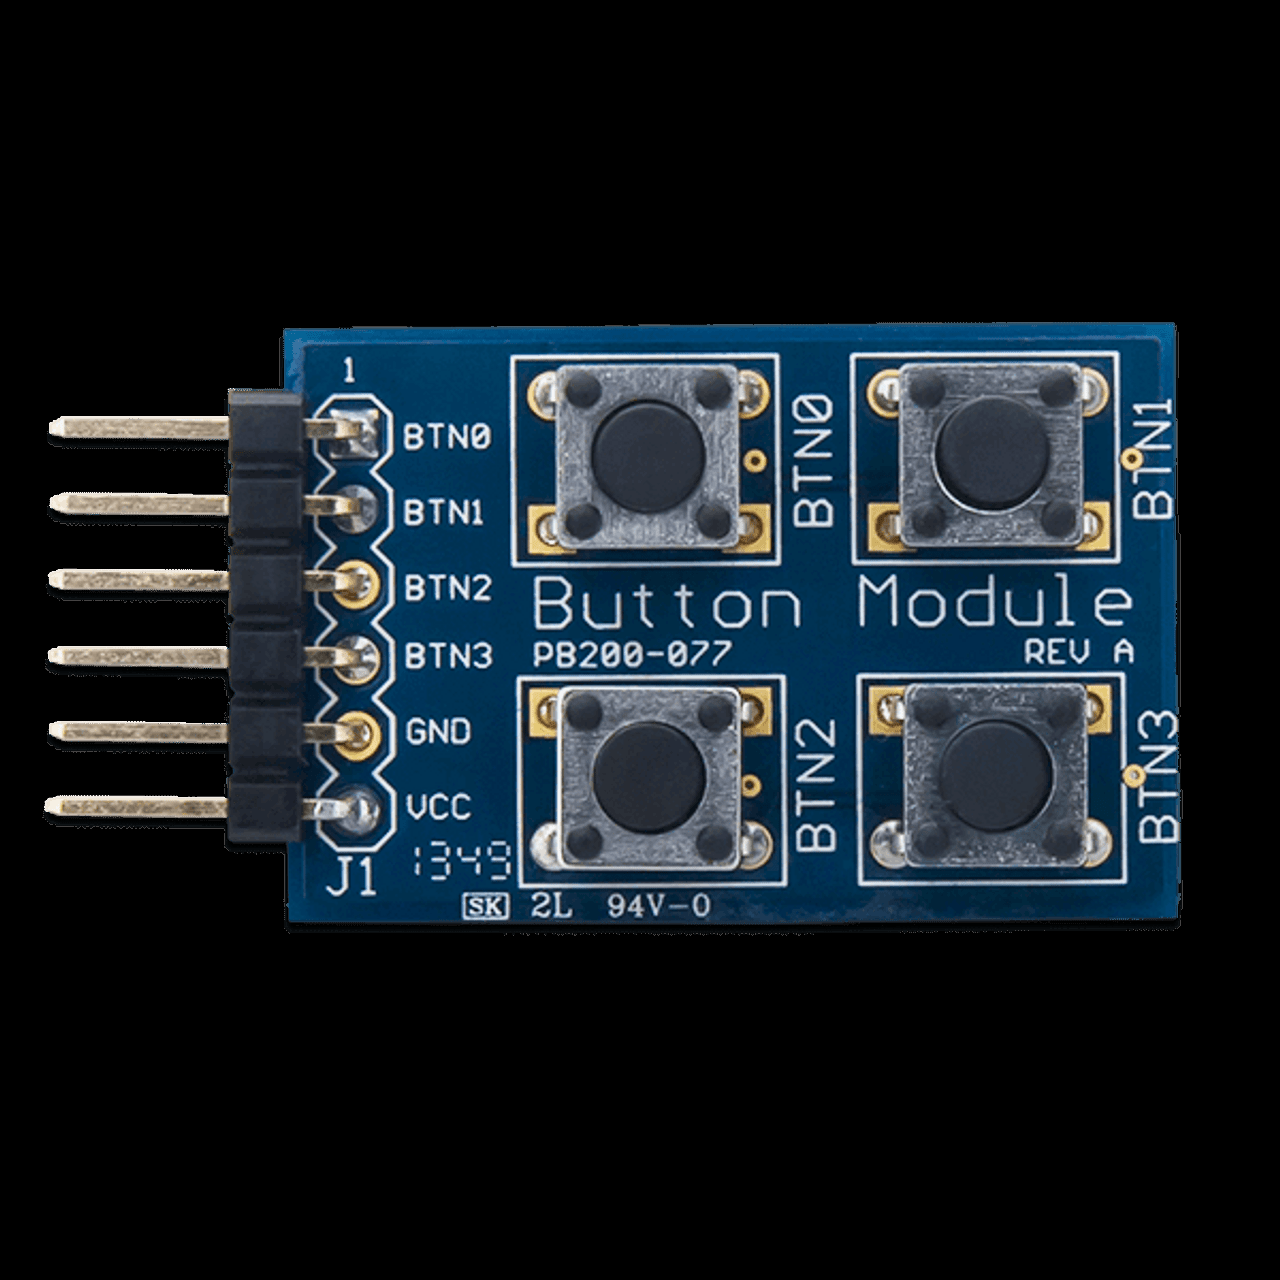 1
BTN0
BTN1
BTN2
BTN3
GND
VCC
J1
1349
SK 2L 94V-0
BTN0
BTN1
Button Module
PB200-077
REV A
BTN2
BTN3